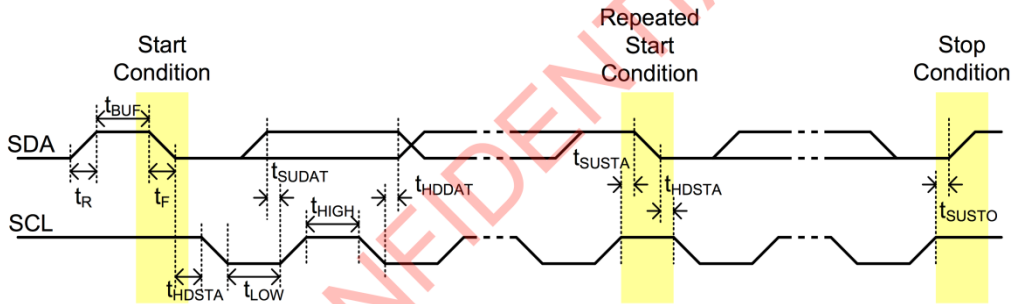 Start
Condition
Repeated
Start
Condition
Stop
Condition
tBUF
SDA
tR
tF
tSUDAT
tHIGH
tHDDAT
tSUSTA
tHDSTA
tSUSTO
SCL
tHDSTA
tLOW
CONFIDENTIA